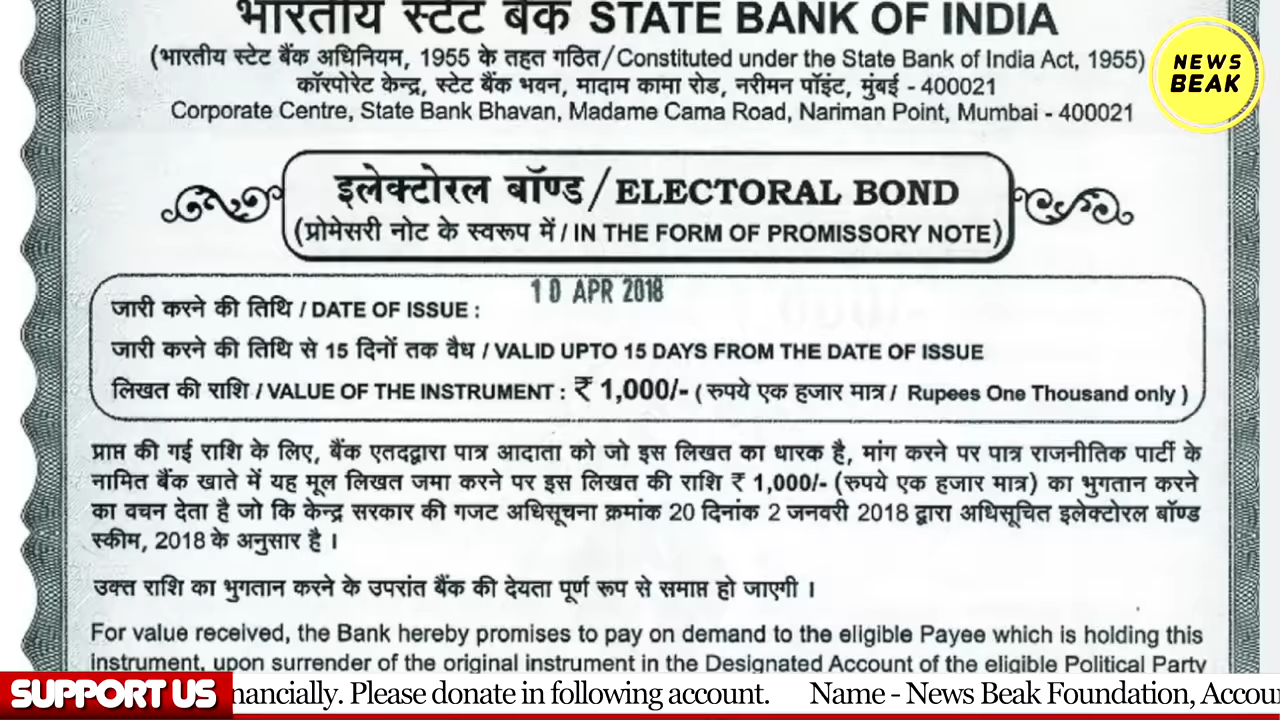 भारतीय स्टेट बैंक STATE BANK OF INDIA
(भारतीय स्टेट बैंक अधिनियम, 1955 के तहत गठित/Constituted under the State Bank of India Act, 1955)
कॉरपोरेट केन्द्र, स्टेट बैंक भवन, मादाम कामा रोड, नरीमन पॉइंट, मुंबई - 400021
Corporate Centre, State Bank Bhavan, Madame Cama Road, Nariman Point, Mumbai - 400021
NEWS
BEAK
इलेक्टोरल बॉण्ड/ELECTORAL BOND
(प्रोमेसरी नोट के स्वरूप में/ IN THE FORM OF PROMISSORY NOTE)
10 APR 2018
जारी करने की तिथि / DATE OF ISSUE :
जारी करने की तिथि से 15 दिनों तक वैध / VALID UPTO 15 DAYS FROM THE DATE OF ISSUE
लिखत की राशि / VALUE OF THE INSTRUMENT : ₹ 1,000/- ( रुपये एक हजार मात्र / Rupees One Thousand only )
प्राप्त की गई राशि के लिए, बैंक एतदद्वारा पात्र आदाता को जो इस लिखत का धारक है, मांग करने पर पात्र राजनीतिक पार्टी के
नामित बैंक खाते में यह मूल लिखत जमा करने पर इस लिखत की राशि ₹ 1,000/- (रुपये एक हजार मात्र) का भुगतान करने
का वचन देता है जो कि केन्द्र सरकार की गजट अधिसूचना क्रमांक 20 दिनांक 2 जनवरी 2018 द्वारा अधिसूचित इलेक्टोरल बॉण्ड
स्कीम, 2018 के अनुसार है ।
उक्त राशि का भुगतान करने के उपरांत बैंक की देयता पूर्ण रूप से समाप्त हो जाएगी ।
For value received, the Bank hereby promises to pay on demand to the eligible Payee which is holding this
instrument, upon surrender of the original instrument in the Designated Account of the eligible Political Party
SUPPORT US
nancially. Please donate in following account. Name - News Beak Foundation, Accou